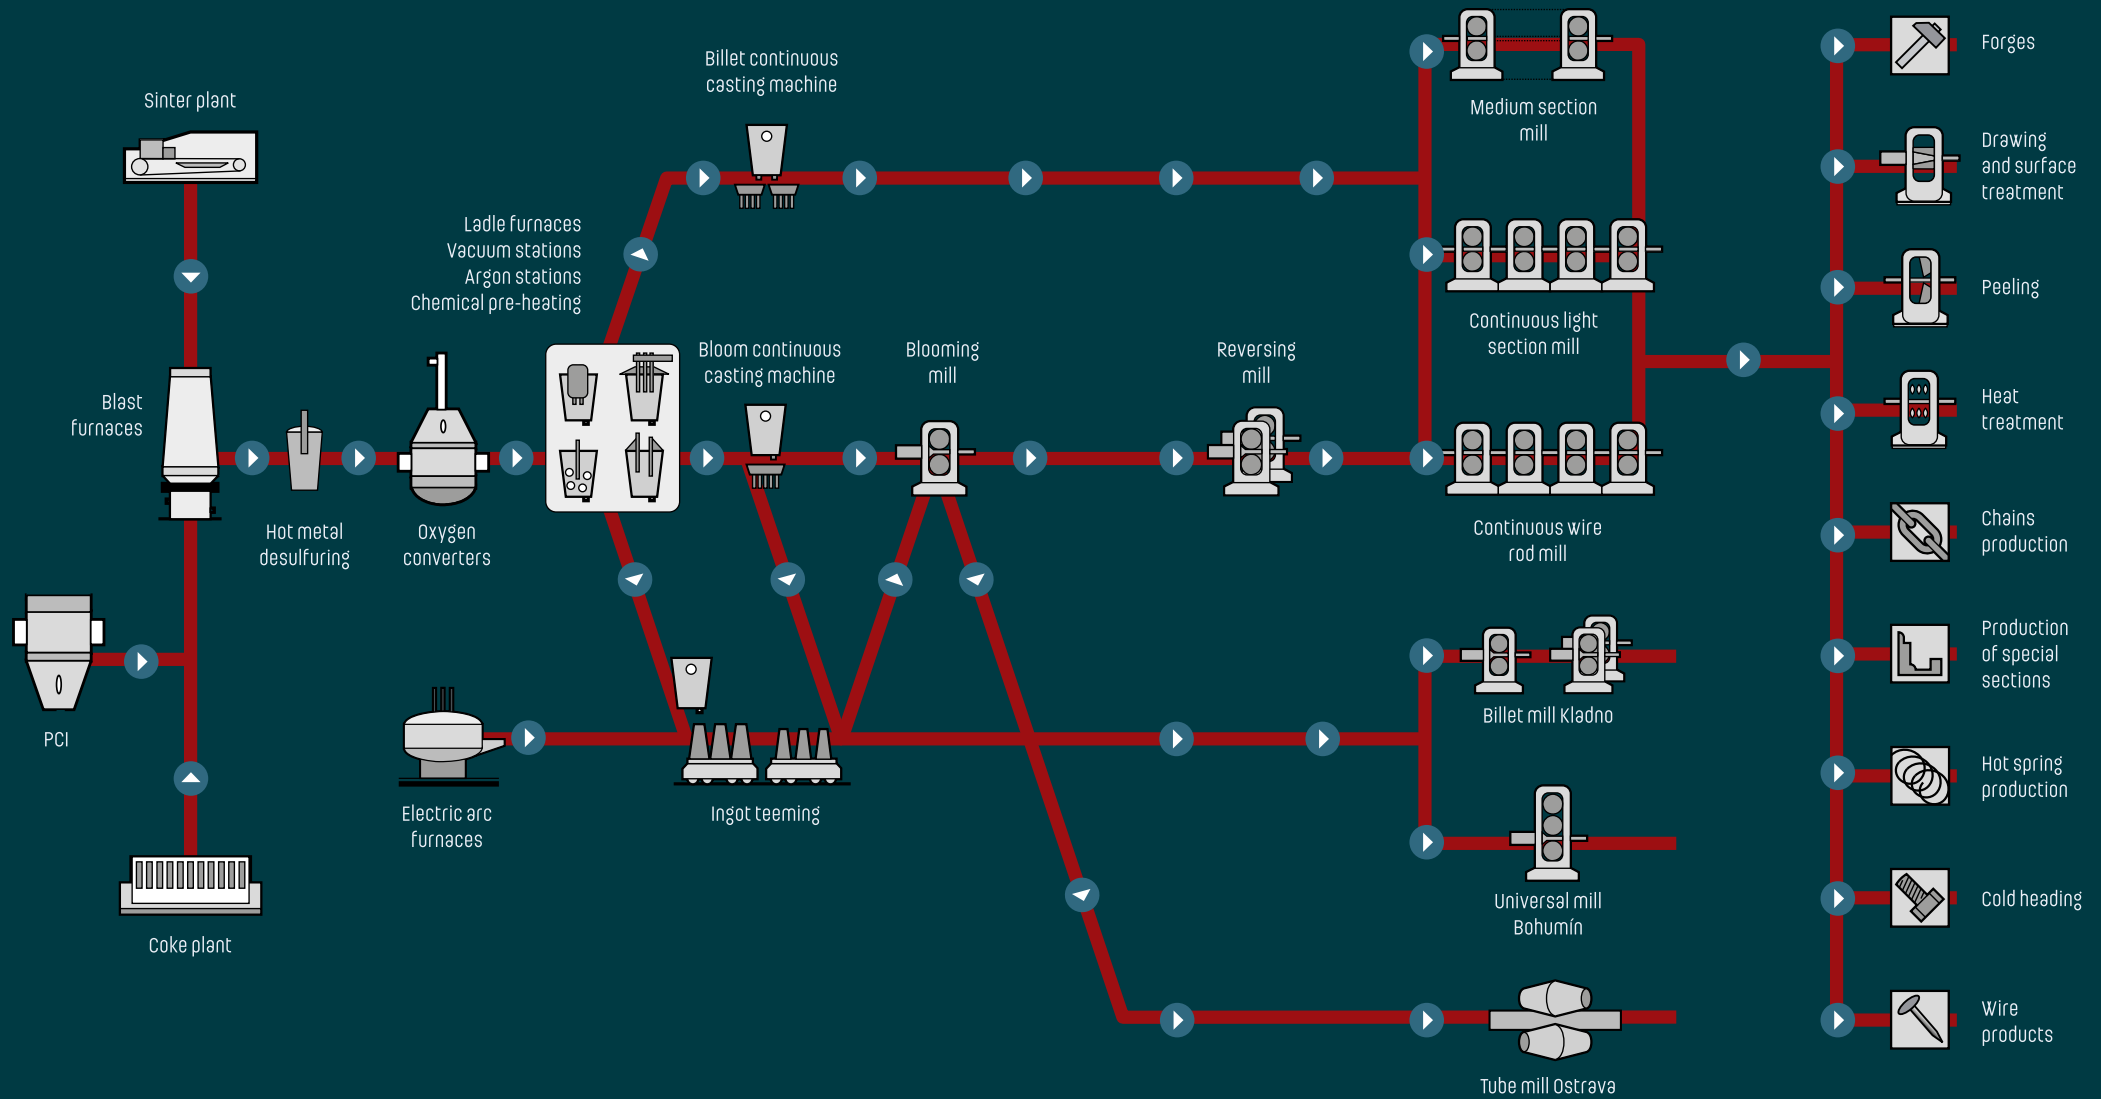 Sinter plant
Billet continuous
casting machine
Ladle furnaces
Vacuum stations
Argon stations
Chemical pre-heating
Blast
furnaces
Hot metal
desulfuring
Oxygen
converters
Bloom continuous
casting machine
Blooming
mill
Reversing
mill
Medium section
mill
Continuous light
section mill
Continuous wire
rod mill
PCI
Coke plant
Electric arc
furnaces
Ingot teeming
Billet mill Kladno
Universal mill
Bohumín
Tube mill Ostrava
Forges
Drawing
and surface
treatment
Peeling
Heat
treatment
Chains
production
Production
of special
sections
Hot spring
production
Cold heading
Wire
products